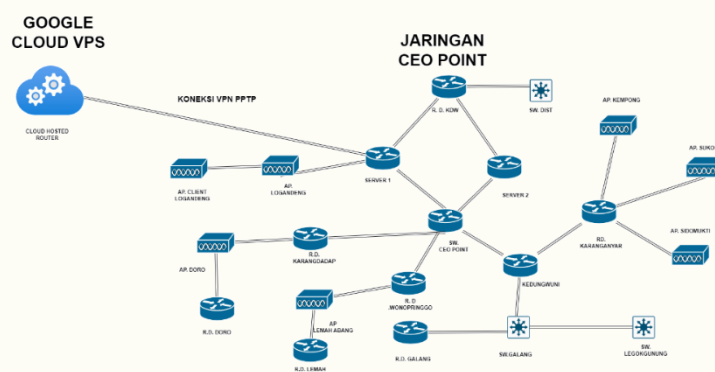 GOOGLE
CLOUD VPS
JARINGAN
CEO POINT
KONEKSI VPN PPTP
CLOUD HOSTED
ROUTER
R. D. KDW
SW. DIST
AP. KEMPONG
AP. SUKO
AP. CLIENT
LOGANDENG
AP.
LOGANDENG
SERVER 1
SERVER 2
SW.
CEO POINT
RD.
KARANGANYAR
AP. SIDOMUKTI
AP. DORO
R.D.
KARANGDADAP
KEDUNGWUNI
R. D
.WONOPRINGGO
R.D. DORO
AP
LEMAH ABANG
R.D. LEMAH
R.D. GALANG
SW.GALANG
SW.
LEGOKGUNUNG